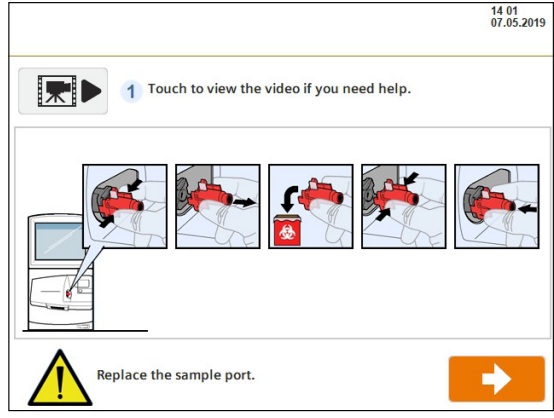 14 01
07.05.2019
1 Touch to view the video if you need help.
Replace the sample port.